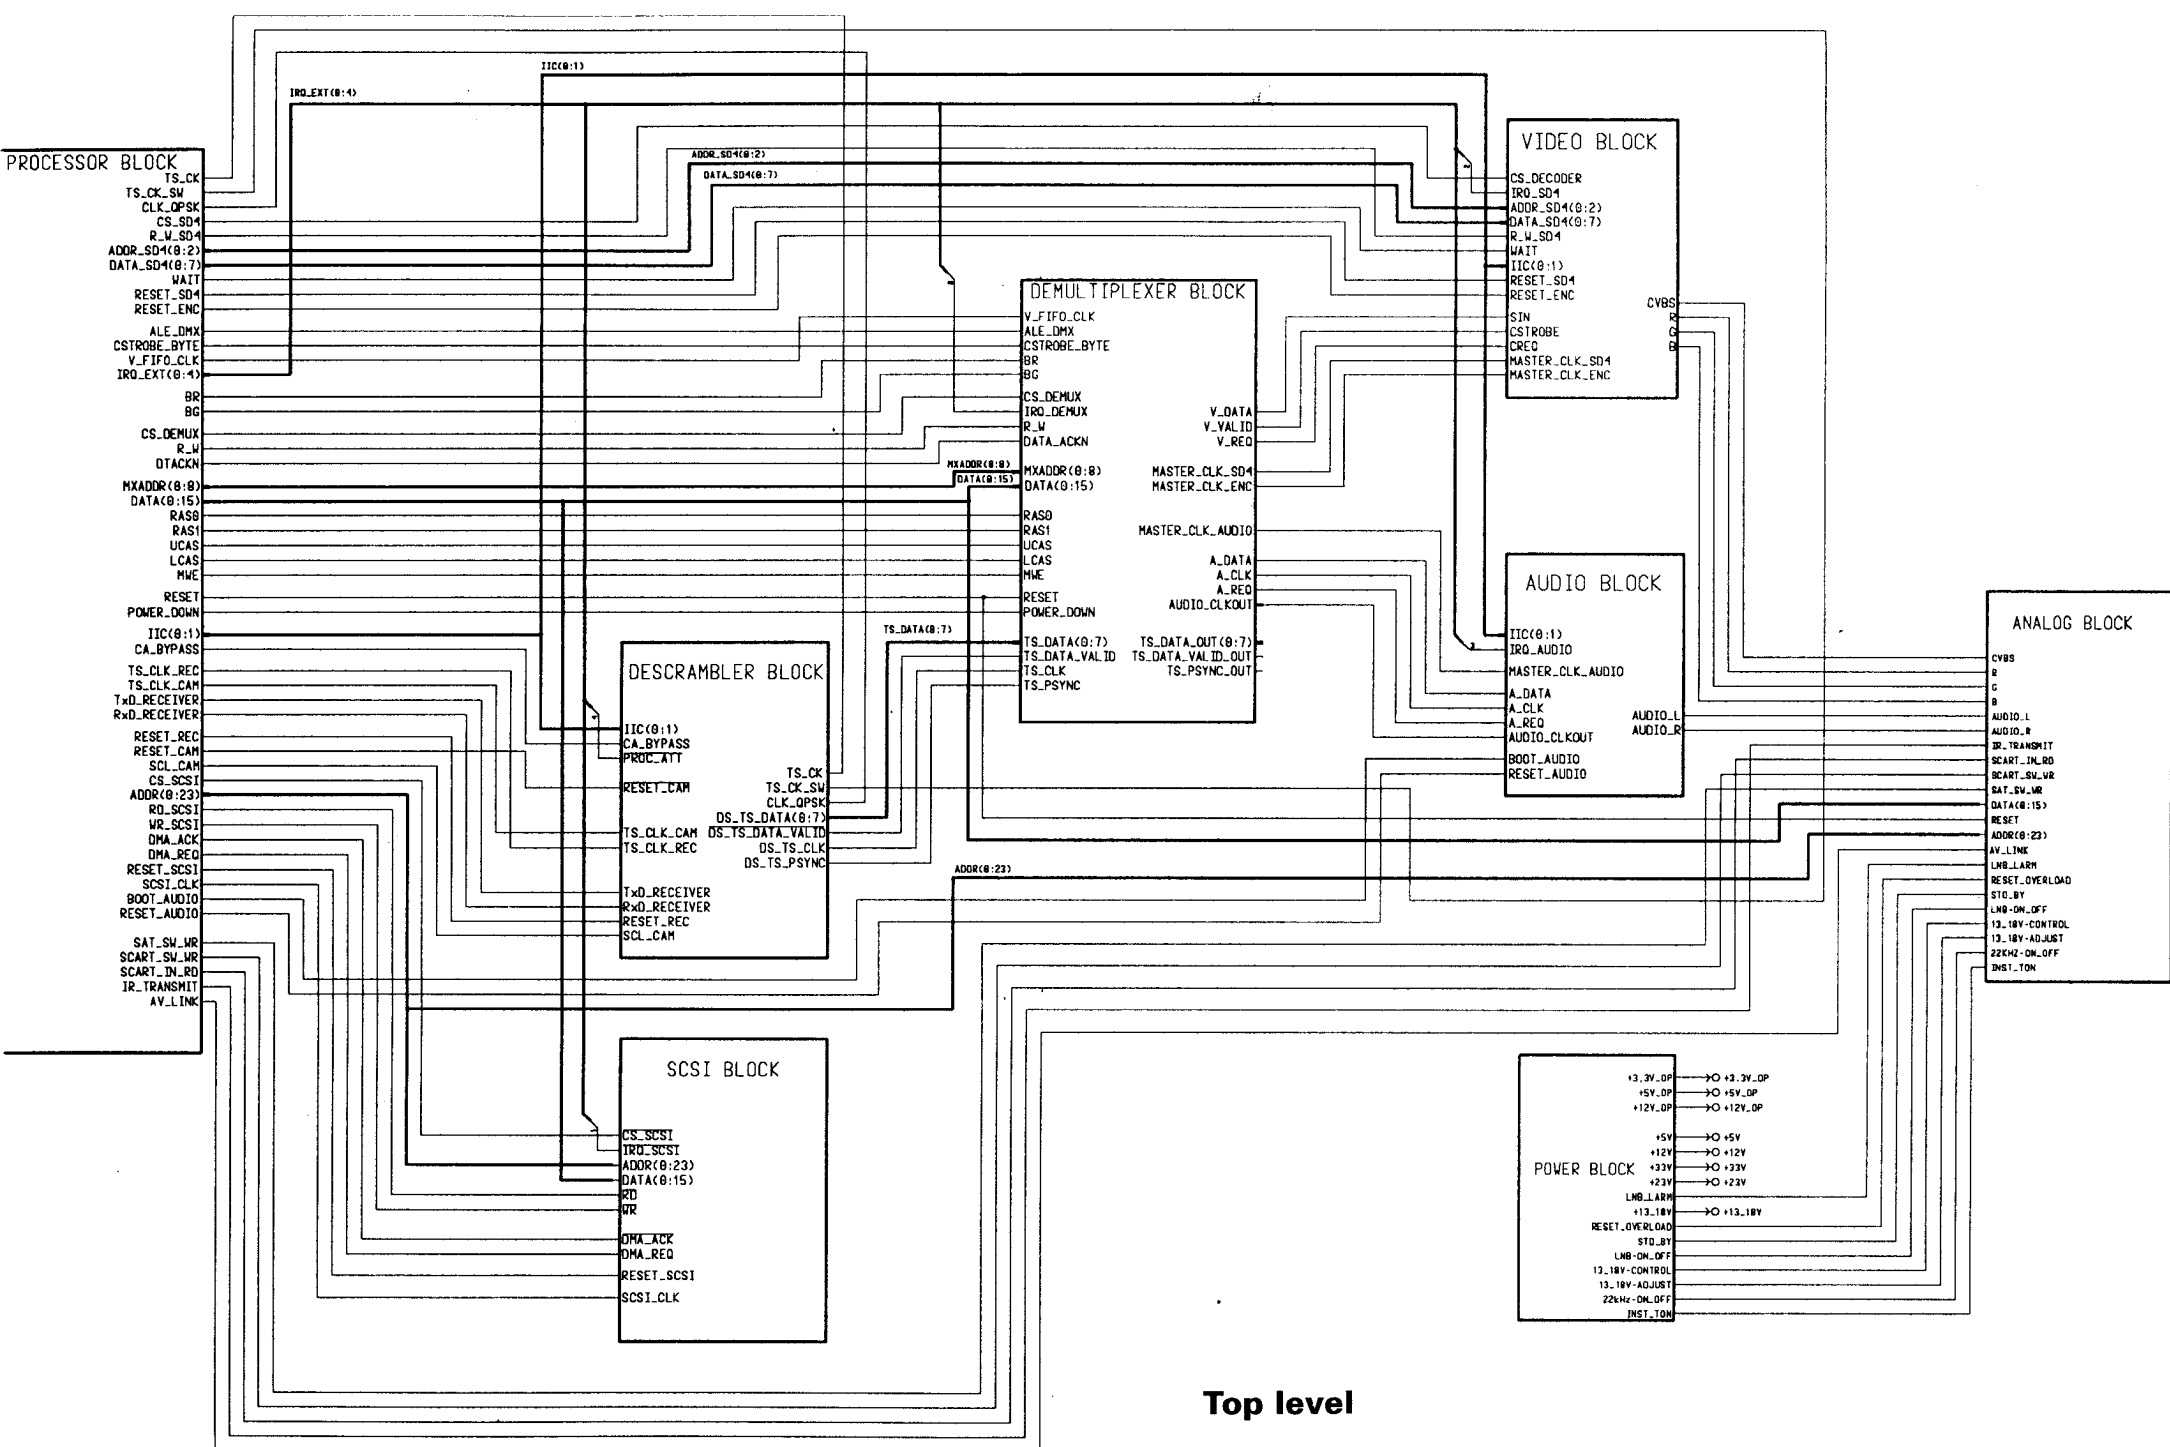 IIC(0:1)
IRQ_EXT(0:4)
ADDR_SD4(0:2)
DATA_SD4(0:7)
PROCESSOR BLOCK
TS_CK
TS_CK_SW
CLK_QPSK
CS_SD4
R_W_SD4
ADDR_SD4(0:2)
DATA_SD4(0:7)
WAIT
RESET_SD4
RESET_ENC
ALE_DMX
CSTROBE_BYTE
V_FIFO_CLK
IRQ_EXT(0:4)
BR
BG
CS_DEMUX
R_W
DTACKN
MXADDR(0:8)
DATA(0:15)
RAS0
RAS1
UCAS
LCAS
MWE
RESET
POWER_DOWN
IIC(0:1)
CA_BYPASS
TS_CLK_REC
TS_CLK_CAM
TxD_RECEIVER
RxD_RECEIVER
RESET_REC
RESET_CAM
SCL_CAM
CS_SCSI
ADDR(0:23)
RD_SCSI
WR_SCSI
DMA_ACK
DMA_REQ
RESET_SCSI
SCSI_CLK
BOOT_AUDIO
RESET_AUDIO
SAT_SW_WR
SCART_SW_WR
SCART_IN_RD
IR_TRANSMIT
AV_LINK
DESCRAMBLER BLOCK
IIC(0:1)
CA_BYPASS
PROC_ATT
RESET_CAM
TS_CLK_CAM
TS_CLK_REC
TxD_RECEIVER
RxD_RECEIVER
RESET_REC
SCL_CAM
TS_CK
TS_CK_SW
CLK_QPSK
DS_TS_DATA(0:7)
DS_TS_DATA_VALID
DS_TS_CLK
DS_TS_PSYNC
SCSI BLOCK
CS_SCSI
IRQ_SCSI
ADDR(0:23)
DATA(0:15)
RD
WR
DMA_ACK
DMA_REQ
RESET_SCSI
SCSI_CLK
MXADDR(0:8)
DATA(0:15)
TS_DATA(0:7)
ADDR(0:23)
DEMULTIPLEXER BLOCK
V_FIFO_CLK
ALE_DMX
CSTROBE_BYTE
BR
BG
CS_DEMUX
IRQ_DEMUX
R_W
DATA_ACKN
MXADDR(0:8)
DATA(0:15)
RAS0
RAS1
UCAS
LCAS
MWE
RESET
POWER_DOWN
TS_DATA(0:7)
TS_DATA_VALID
TS_CLK
TS_PSYNC
V_DATA
V_VALID
V_REQ
MASTER_CLK_SD4
MASTER_CLK_ENC
MASTER_CLK_AUDIO
A_DATA
A_CLK
A_REQ
AUDIO_CLKOUT
TS_DATA_OUT(0:7)
TS_DATA_VALID_OUT
TS_PSYNC_OUT
VIDEO BLOCK
CS_DECODER
IRQ_SD4
ADDR_SD4(0:2)
DATA_SD4(0:7)
R_W_SD4
WAIT
IIC(0:1)
RESET_SD4
RESET_ENC
SIN
CSTROBE
CREQ
MASTER_CLK_SD4
MASTER_CLK_ENC
CVBS
R
G
B
AUDIO BLOCK
IIC(0:1)
IRQ_AUDIO
MASTER_CLK_AUDIO
A_DATA
A_CLK
A_REQ
AUDIO_CLKOUT
BOOT_AUDIO
RESET_AUDIO
AUDIO_L
AUDIO_R
ANALOG BLOCK
CVBS
R
G
B
AUDIO_L
AUDIO_R
IR_TRANSMIT
SCART_IN_RD
SCART_SW_WR
SAT_SW_WR
DATA(0:15)
RESET
ADDR(0:23)
AV_LINK
LNB_LARM
RESET_OVERLOAD
STD_BY
LNB-ON_OFF
13_18V-CONTROL
13_18V-ADJUST
22KHZ-ON_OFF
INST_TON
POWER BLOCK
+3,3V_DP +3.3V_DP
+5V_DP +5V_DP
+12V_DP +12V_DP
+5V +5V
+12V +12V
+33V +33V
+23V +23V
LNB_LARM
+13_18V +13_18V
RESET_OVERLOAD
STD_BY
LNB-ON_OFF
13_18V-CONTROL
13_18V-ADJUST
22kHz-ON_OFF
INST_TON
Top level